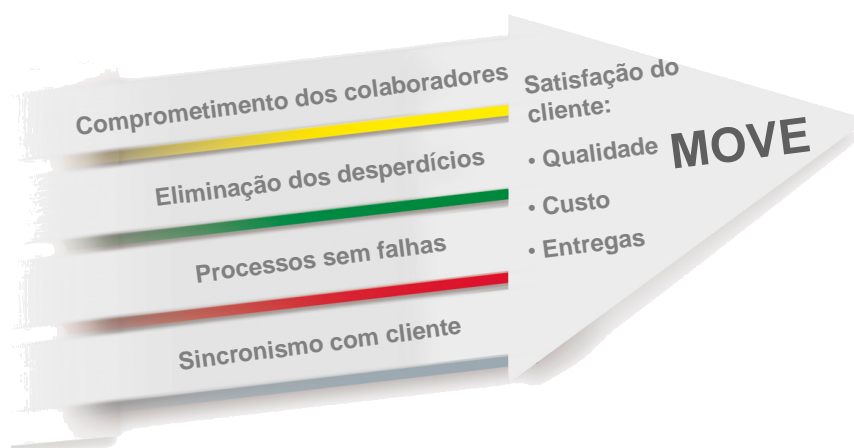 Comprometimento dos colaboradores
Eliminação dos desperdícios
Processos sem falhas
Sincronismo com cliente
Satisfação do
cliente:
• Qualidade
• Custo
• Entregas
MOVE